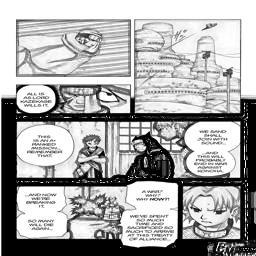 ALL IS
AS LORD
KAZEKAGE
WILLS IT.
THIS
IS AN A-
RANKED
MISSION...
REMEMBER
THAT.
WE SAND
SHALL
JOIN WITH
SOUND...
AND
THIS WILL
PROBABLY
END IN WAR
AGAINST
KONOHA.
...AND NOW
WE'RE
BREAKING
IT?
SO MANY
WILL DIE
AGAIN...
A WAR?
WHY?
WHY NOW?!
WE'VE SPENT
SO MUCH
TIME AND
SACRIFICED SO
MUCH TO ARRIVE
AT THIS TREATY
OF ALLIANCE...